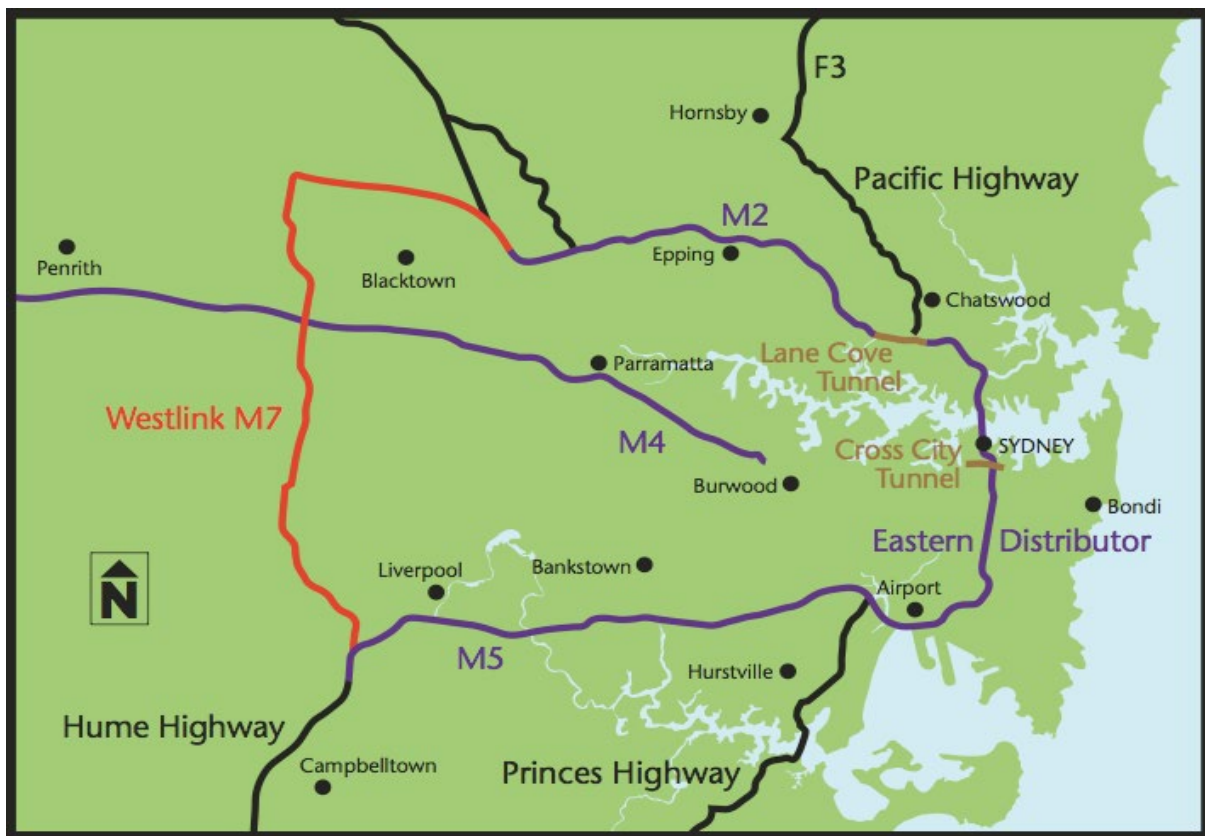 F3
Hornsby
Pacific Highway
M2
Penrith
Blacktown
Epping
Chatswood
Lane Cove
Tunnel
Parramatta
Westlink M7
M4
Cross City
Tunnel
SYDNEY
Burwood
Bondi
Eastern Distributor
N
Liverpool
Bankstown
Airport
M5
Hurstville
Hume Highway
Campbelltown
Princes Highway